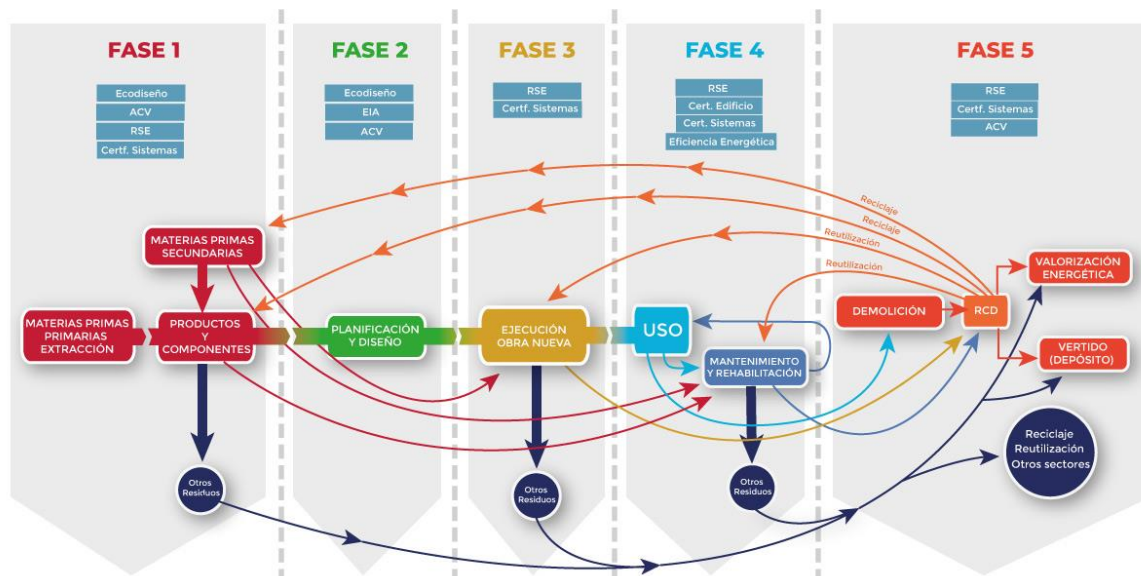 FASE 1
Ecodiseño
ACV
RSE
Certf. Sistemas
FASE 2
Ecodiseño
EIA
ACV
FASE 3
RSE
Certf. Sistemas
FASE 4
RSE
Cert. Edificio
Cert. Sistemas
Eficiencia Energética
FASE 5
RSE
Certf. Sistemas
ACV
Reciclaje
Reciclaje
Reutilización
Reutilización
MATERIAS PRIMAS
SECUNDARIAS
MATERIAS PRIMAS
PRIMARIAS
EXTRACCIÓN
PRODUCTOS
Y
COMPONENTES
PLANIFICACIÓN
Y DISEÑO
EJECUCIÓN
OBRA NUEVA
USO
MANTENIMIENTO
Y REHABILITACIÓN
DEMOLICIÓN
RCD
VALORIZACIÓN
ENERGÉTICA
VERTIDO
(DEPÓSITO)
Reciclaje
Reutilización
Otros sectores
Otros
Residuos
Otros
Residuos
Otros
Residuos